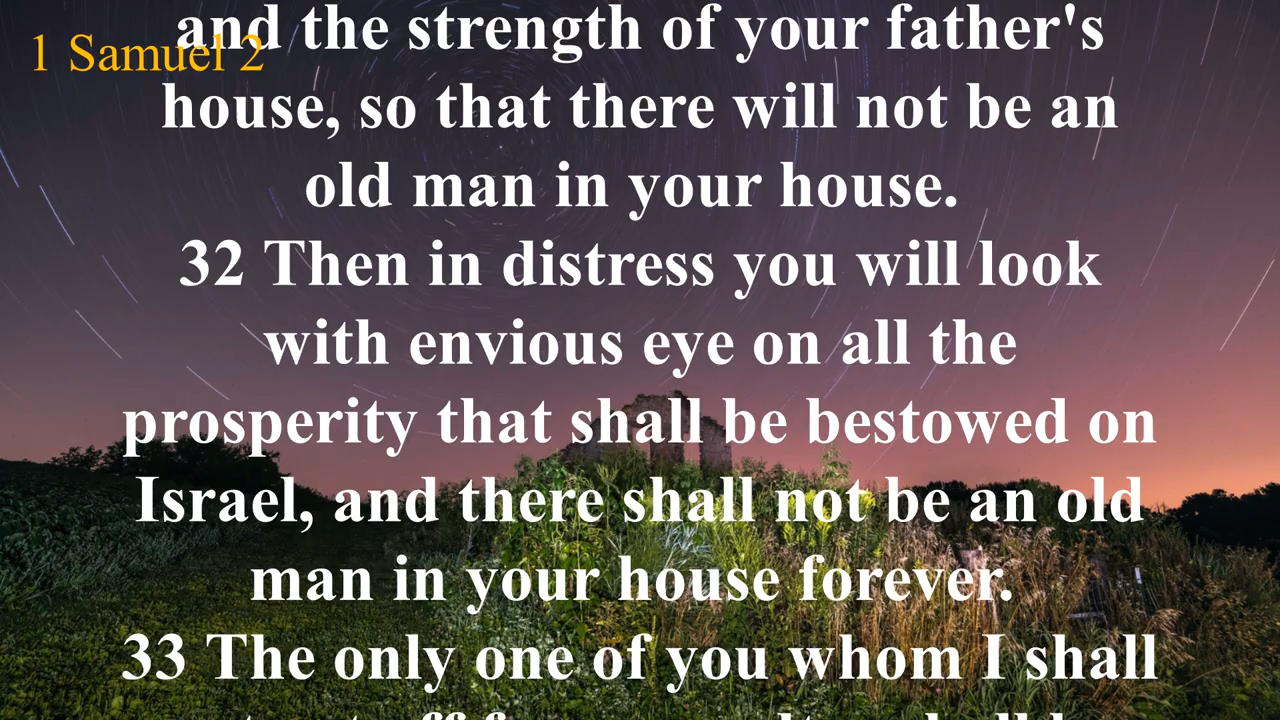 1 Samuel 2
and the strength of your father's
house, so that there will not be an
old man in your house.
32 Then in distress you will look
with envious eye on all the
prosperity that shall be bestowed on
Israel, and there shall not be an old
man in your house forever.
33 The only one of you whom I shall